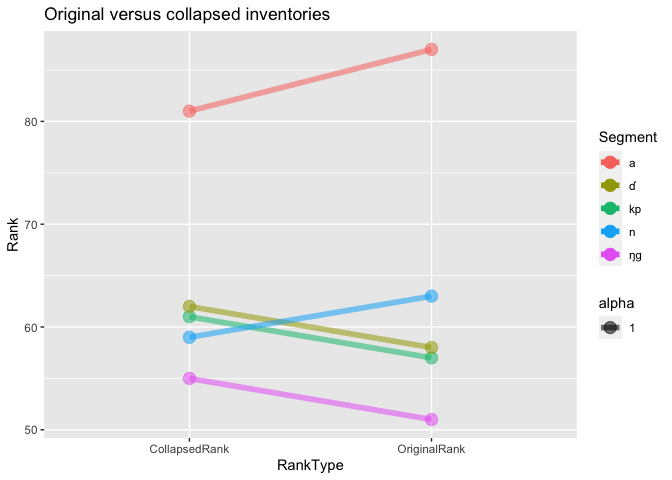 Original versus collapsed inventories
Rank
80
70
60
50
CollapsedRank
OriginalRank
RankType
Segment
a
ɗ
kp
n
ŋg
alpha
1